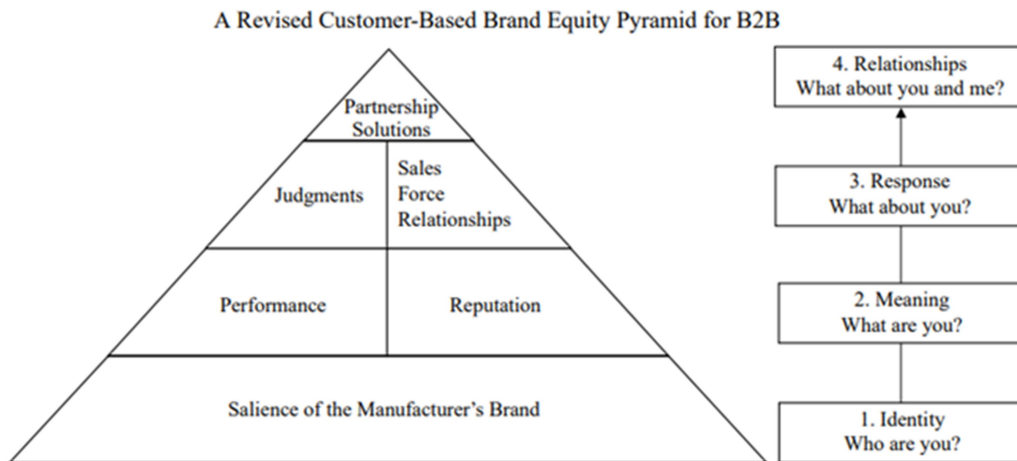 A Revised Customer-Based Brand Equity Pyramid for B2B
Partnership
Solutions
Judgments
Sales
Force
Relationships
Performance
Reputation
Salience of the Manufacturer's Brand
4. Relationships
What about you and me?
3. Response
What about you?
2. Meaning
What are you?
1. Identity
Who are you?